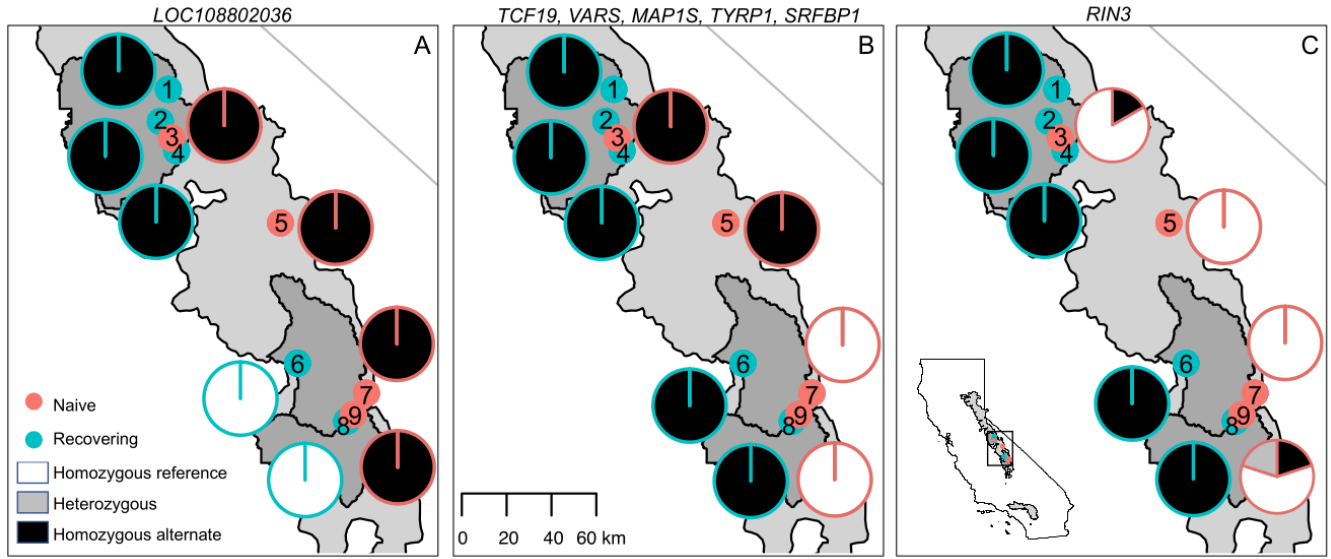 LOC108802036
TCF19, VARS, MAP1S, TYRP1, SRFBP1
RIN3
A
1
2
3
4
5
6
7
9
8
Naive
Recovering
Homozygous reference
Heterozygous
Homozygous alternate
B
1
2
3
4
5
6
7
9
8
0 20 40 60 km
C
1
2
3
4
5
6
7
9
8